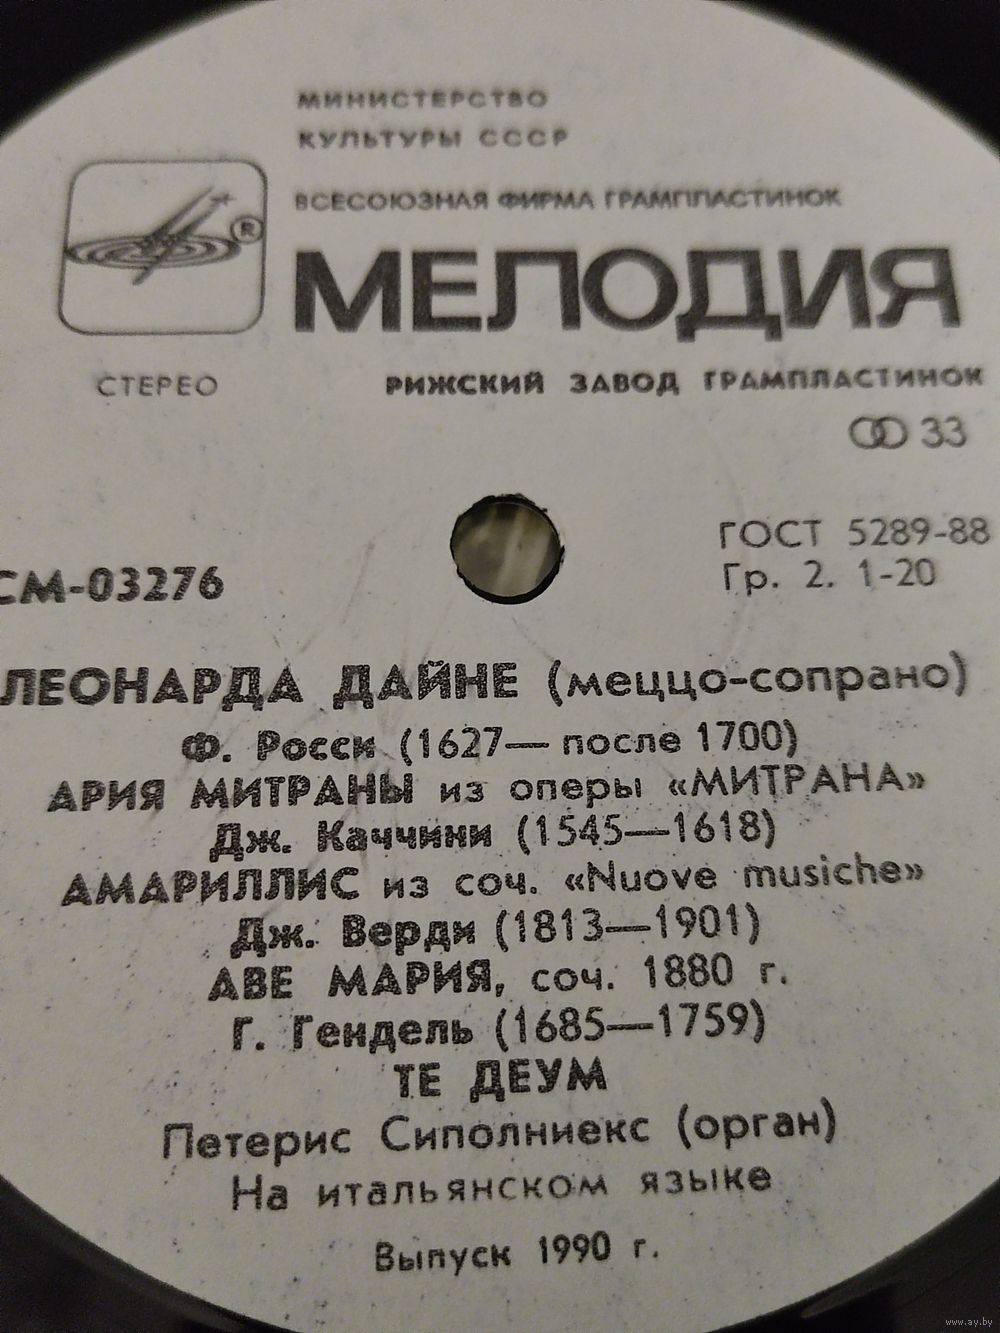 МИНИСТЕРСТВО
КУЛЬТУРЫ СССР
ВСЕСОЮЗНАЯ ФИРМА ГРАМПЛАСТИНОК
®
МЕЛОДИЯ
СТЕРЕО
РИЖСКИЙ ЗАВОД ГРАМПЛАСТИНОК
33
ГОСТ 5289-88
Гр. 2. 1-20
СМ-03276
ЛЕОНАРДА ДАЙНЕ (меццо-сопрано)
Ф. Росси (1627—после 1700)
АРИЯ МИТРАНЫ из оперы «МИТРАНА»
Дж. Каччини (1545—1618)
АМАРИЛЛИС из соч. «Nuove musiche»
Дж. Верди (1813—1901)
АВЕ МАРИЯ, соч. 1880 г.
Г. Гендель (1685—1759)
ТЕ ДЕУМ
Петерис Сиполниекс (орган)
На итальянском языке
Выпуск 1990 г.
www.ay.by